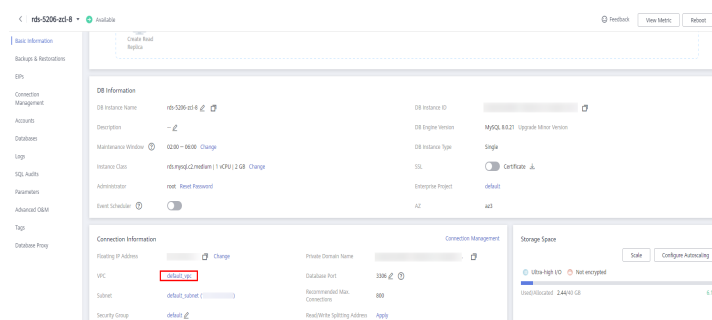 rds-5206-zcl-8 Available Feedback View Metric Reboot
Basic Information
Backups & Restorations
EIPs
Connection Management
Accounts
Databases
Logs
SQL Audits
Parameters
Advanced O&M
Tags
Database Proxy
Create Read
Replica
DB Information
DB Instance Name rds-5206-zcl-8 DB Instance ID
Description -- DB Engine Version MySQL 8.0.21 Upgrade Minor Version
Maintenance Window 02:00 – 06:00 Change DB Instance Type Single
Instance Class rds.mysql.c2.medium | 1 vCPU | 2 GB Change SSL Certificate
Administrator root Reset Password Enterprise Project default
Event Scheduler AZ az3
Connection Information Connection Management
Floating IP Address Change Private Domain Name
VPC default_vpc Database Port 3306
Subnet default_subnet ( ) Recommended Max. Connections 800
Security Group default Read/Write Splitting Address Apply
Storage Space
Scale Configure Autoscaling
Ultra-high I/O Not encrypted
Used/Allocated 2.44/40 GB